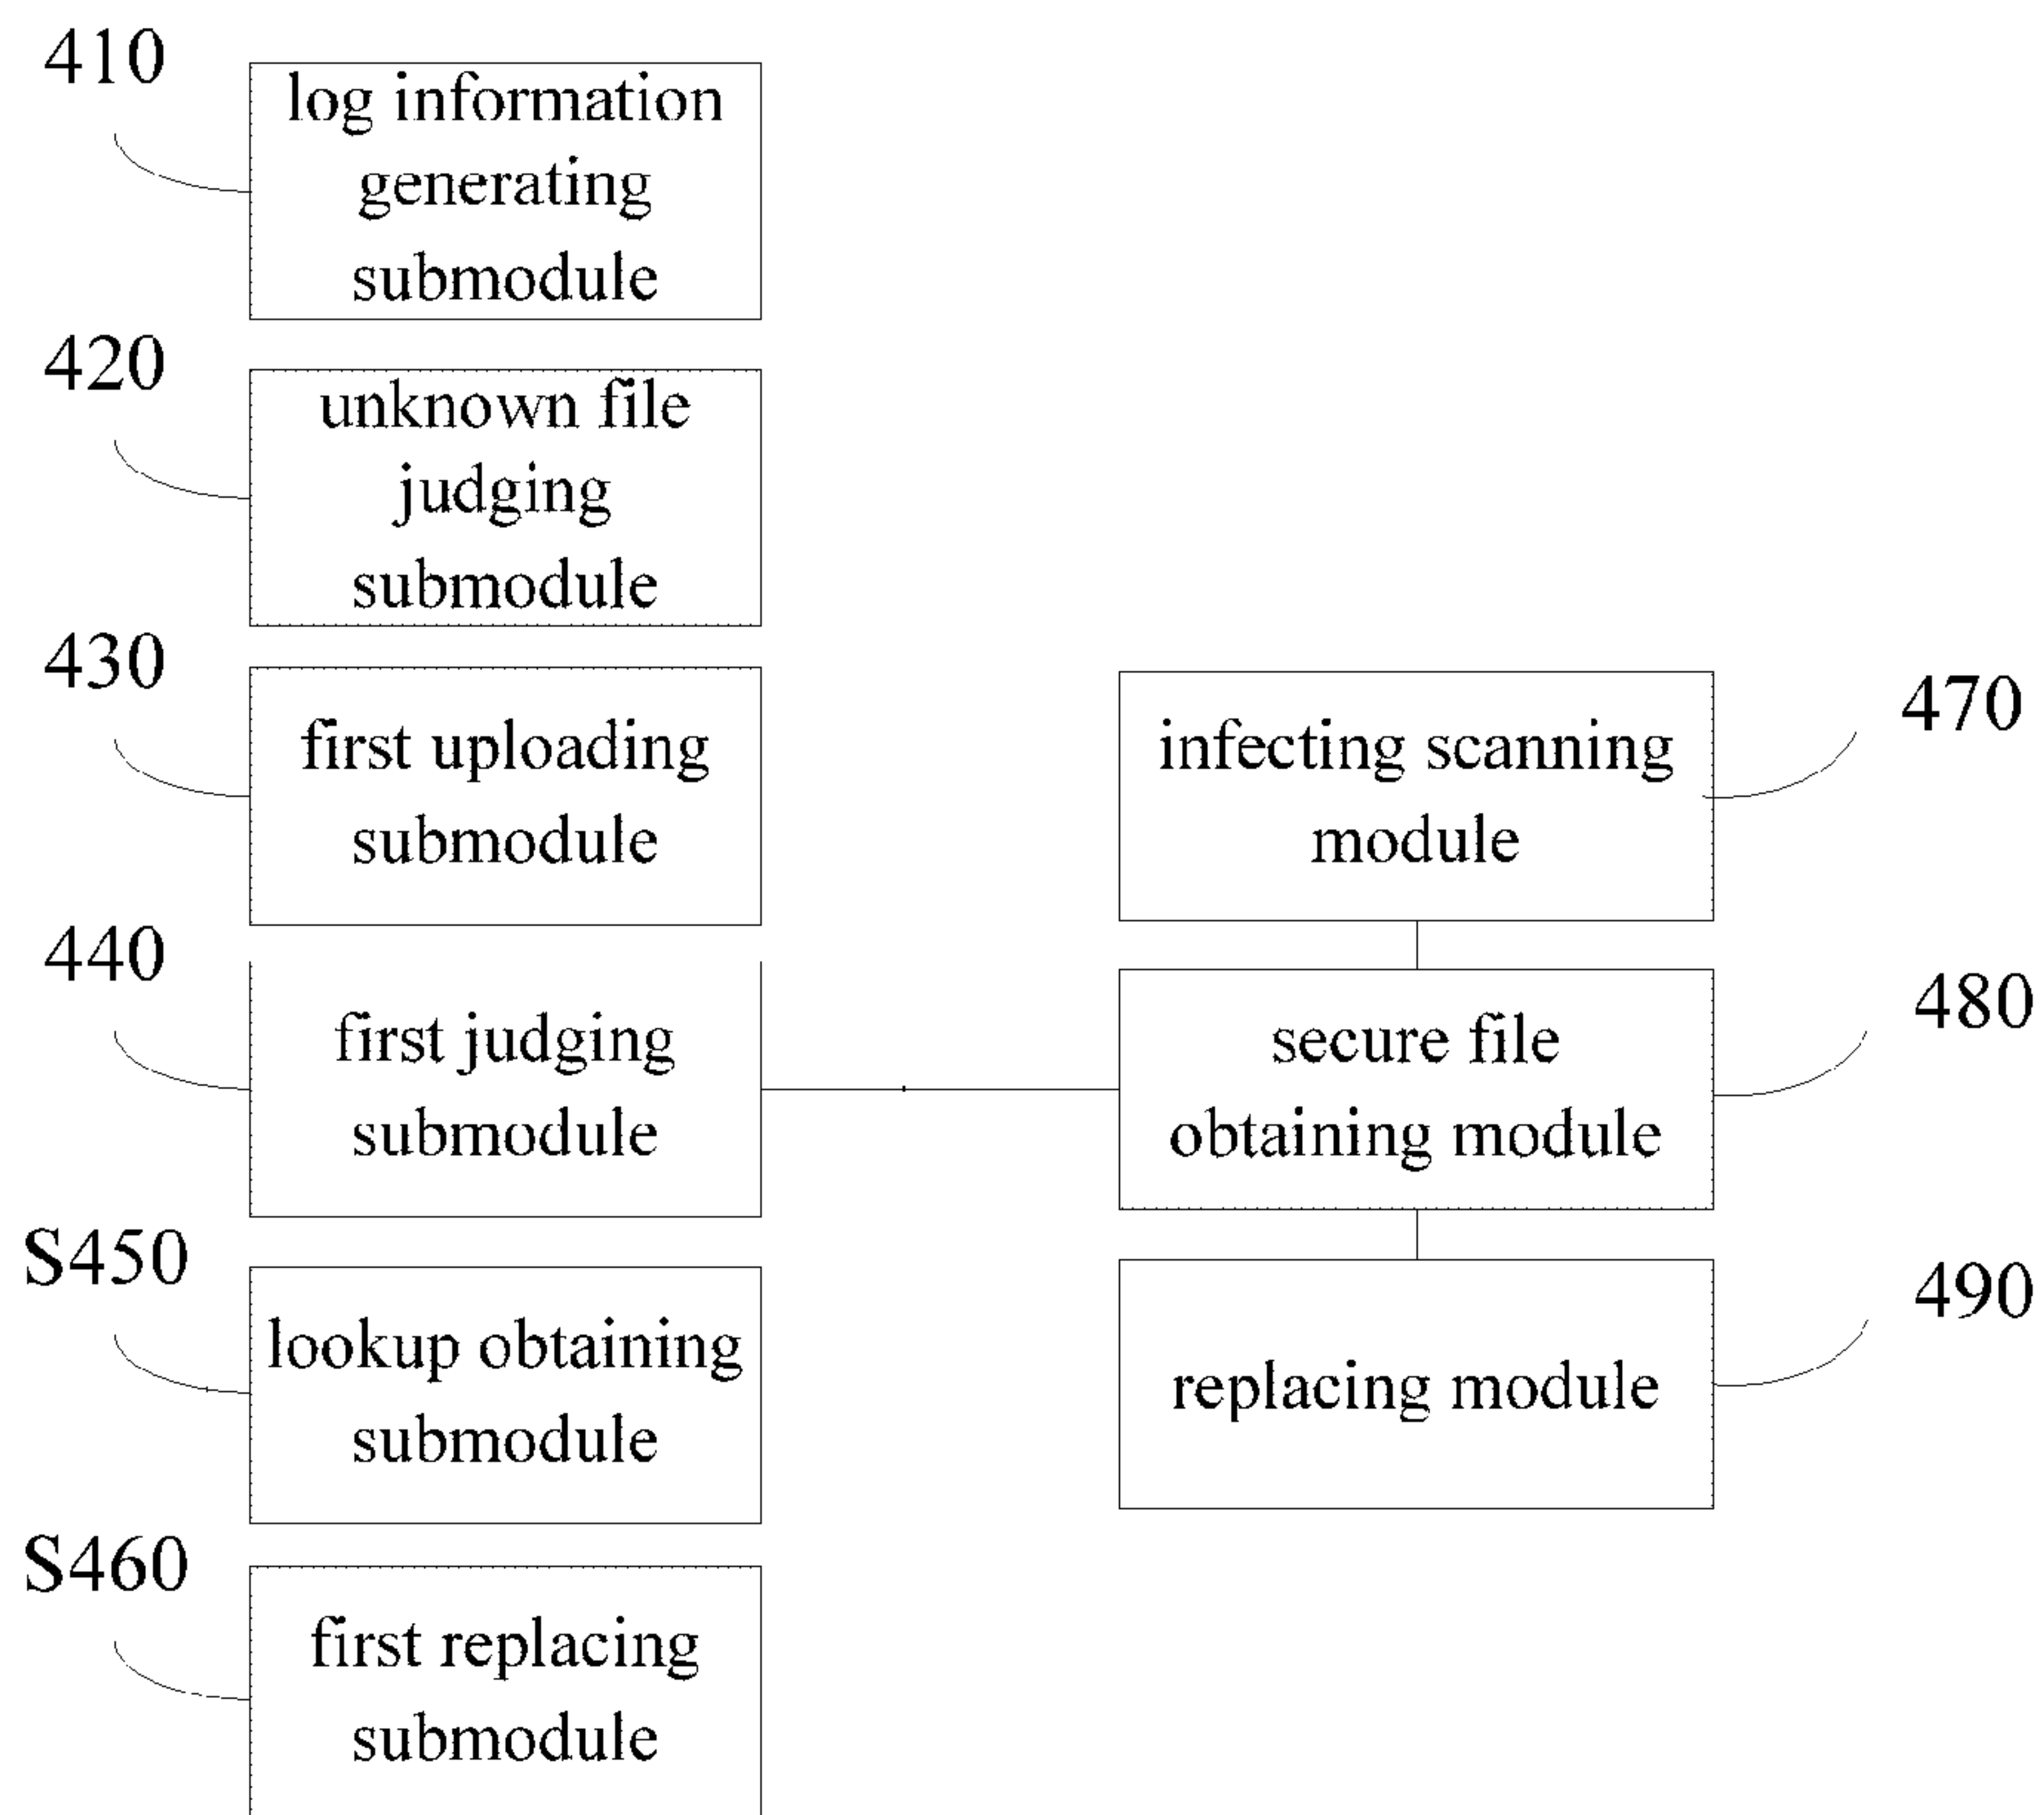 410
log information
generating
submodule
420
unknown file
judging
submodule
430
first uploading
submodule
440
first judging
submodule
S450
lookup obtaining
submodule
S460
first replacing
submodule
infecting scanning
module
470
secure file
obtaining module
480
replacing module
490